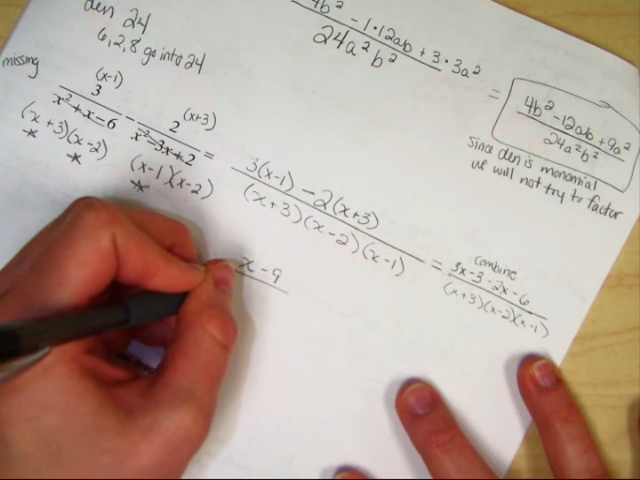 den 24
6, 2, 8 go into 24
4b² - 1·12ab + 3·3a²
24a²b²
=
4b² - 12ab + 9a²
24a²b²
since den is monomial
we will not try to factor
missing
(x-1)
3
x² + x - 6
(x+3)(x-2)
* *
-
2 (x+3)
x² - 3x + 2
(x-1)(x-2)
*
=
3(x-1) - 2(x+3)
(x+3)(x-2)(x-1)
=
combine
3x - 3 - 2x - 6
(x+3)(x-2)(x-1)
x - 9